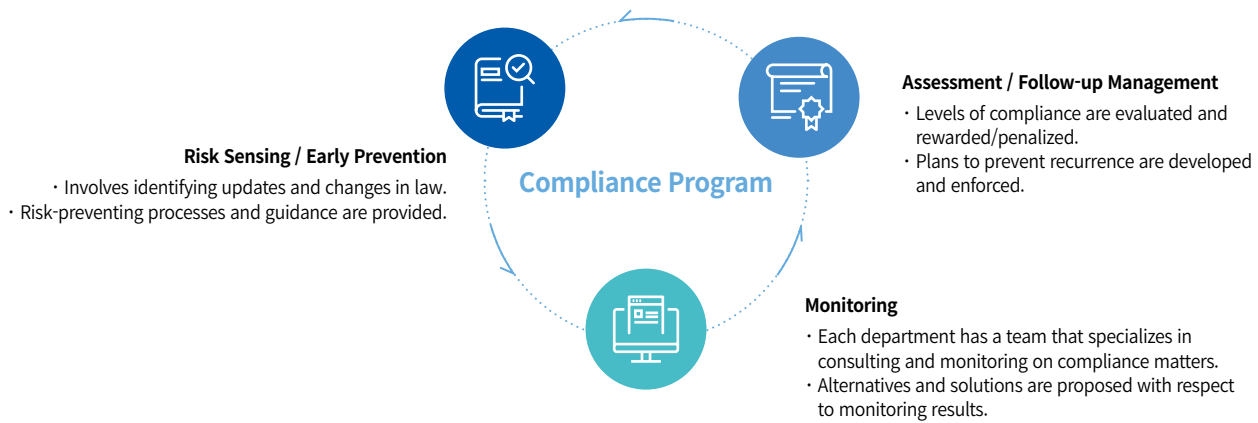 Compliance Program
Risk Sensing / Early Prevention
· Involves identifying updates and changes in law.
· Risk-preventing processes and guidance are provided.
Monitoring
· Each department has a team that specializes in
consulting and monitoring on compliance matters.
· Alternatives and solutions are proposed with respect
to monitoring results.
Assessment / Follow-up Management
· Levels of compliance are evaluated and
rewarded/penalized.
· Plans to prevent recurrence are developed
and enforced.